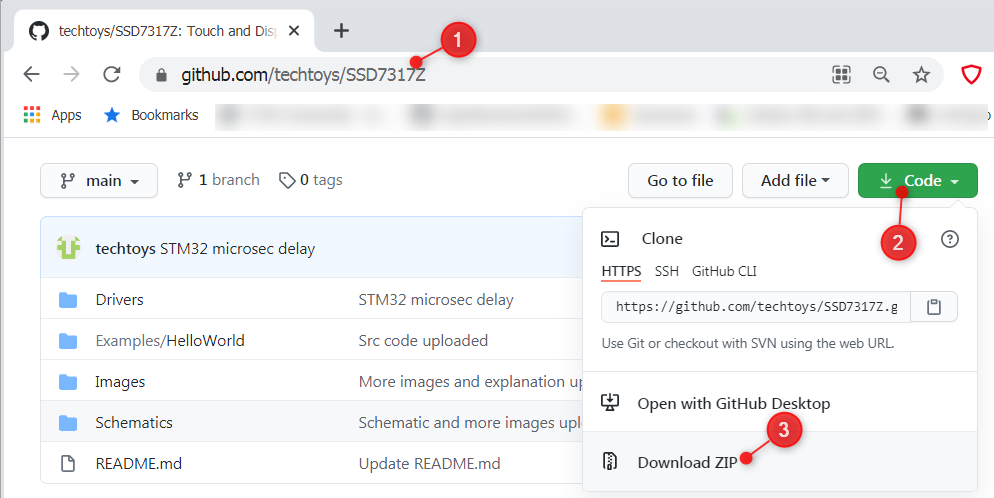 techtoys/SSD7317Z: Touch and Dis
1
github.com/techtoys/SSD7317Z
Apps Bookmarks
main 1 branch 0 tags Go to file Add file Code
2
techtoys STM32 microsec delay
Clone
HTTPS SSH GitHub CLI
Drivers STM32 microsec delay
https://github.com/techtoys/SSD7317Z.g
Examples/HelloWorld Src code uploaded
Use Git or checkout with SVN using the web URL.
Images More images and explanation up
Open with GitHub Desktop
Schematics Schematic and more images uplo
3
README.md Update README.md
Download ZIP